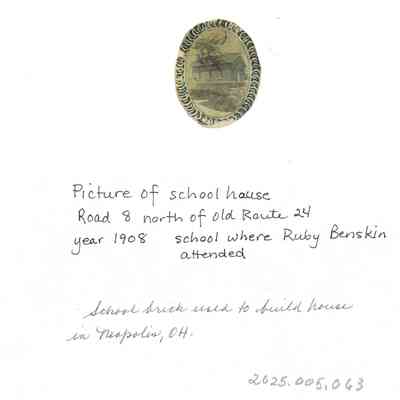 Picture of school house
Road 8 north of old Route 24
year 1908 school where Ruby Benskin
attended
School brick used to build house
in Neapolis, OH.
2025.005.063